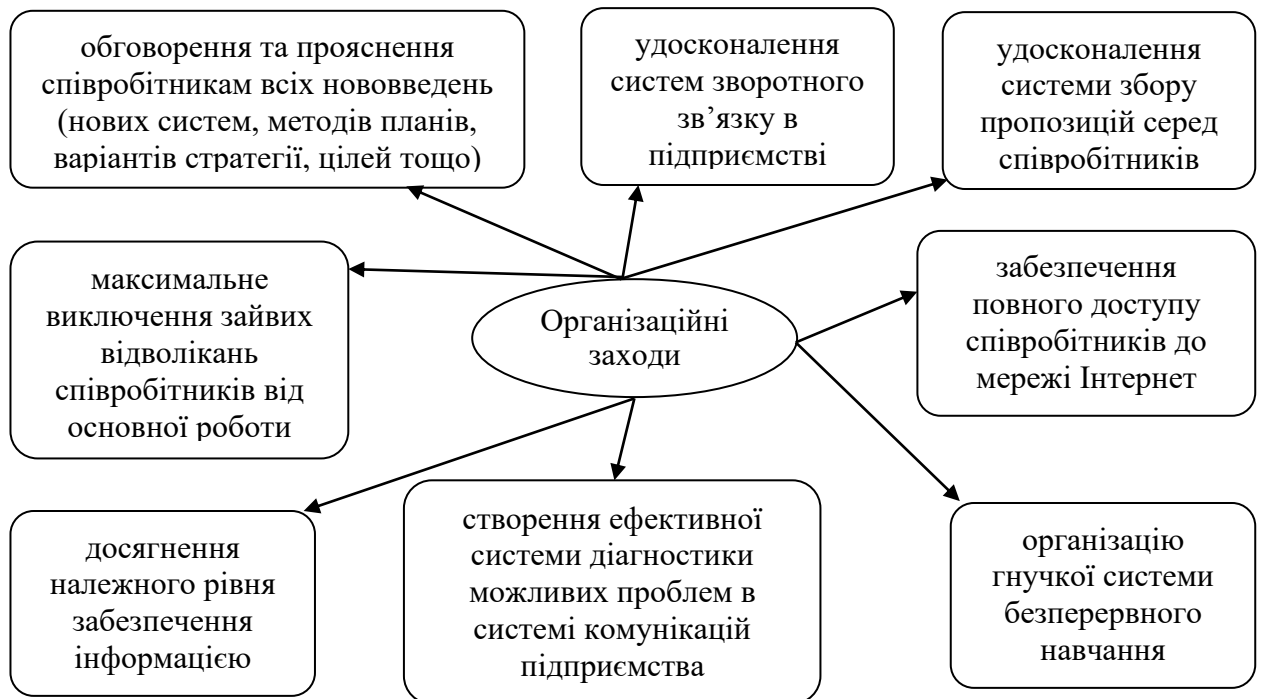 обговорення та прояснення
співробітникам всіх нововведень
(нових систем, методів планів,
варіантів стратегії, цілей тощо)
удосконалення
систем зворотного
зв’язку в
підприємстві
удосконалення
системи збору
пропозицій серед
співробітників
максимальне
виключення зайвих
відволікань
співробітників від
основної роботи
Організаційні
заходи
забезпечення
повного доступу
співробітників до
мережі Інтернет
досягнення
належного рівня
забезпечення
інформацією
створення ефективної
системи діагностики
можливих проблем в
системі комунікацій
підприємства
організацію
гнучкої системи
безперервного
навчання